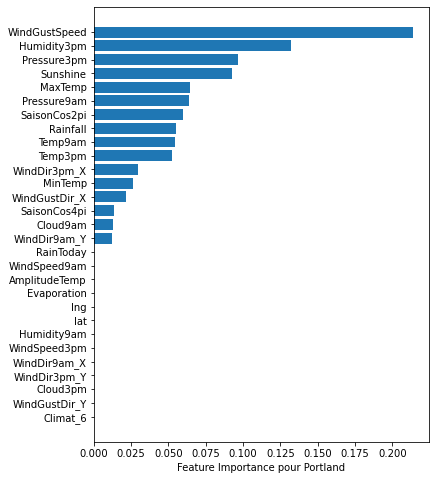 WindGustSpeed
Humidity3pm
Pressure3pm
Sunshine
MaxTemp
Pressure9am
SaisonCos2pi
Rainfall
Temp9am
Temp3pm
WindDir3pm_X
MinTemp
WindGustDir_X
SaisonCos4pi
Cloud9am
WindDir9am_Y
RainToday
WindSpeed9am
AmplitudeTemp
Evaporation
lng
lat
Humidity9am
WindSpeed3pm
WindDir9am_X
WindDir3pm_Y
Cloud3pm
WindGustDir_Y
Climat_6
0.000 0.025 0.050 0.075 0.100 0.125 0.150 0.175 0.200
Feature Importance pour Portland